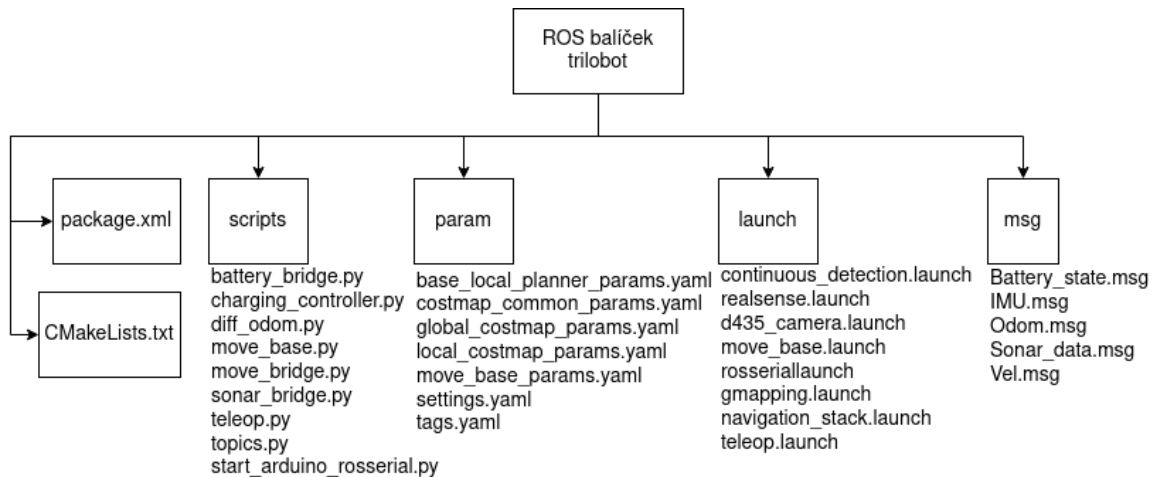 ROS balíček
trilobot
package.xml
CMakeLists.txt
scripts
battery_bridge.py
charging_controller.py
diff_odom.py
move_base.py
move_bridge.py
sonar_bridge.py
teleop.py
topics.py
start_arduino_rosserial.py
param
base_local_planner_params.yaml
costmap_common_params.yaml
global_costmap_params.yaml
local_costmap_params.yaml
move_base_params.yaml
settings.yaml
tags.yaml
launch
continuous_detection.launch
realsense.launch
d435_camera.launch
move_base.launch
rosseriallaunch
gmapping.launch
navigation_stack.launch
teleop.launch
msg
Battery_state.msg
IMU.msg
Odom.msg
Sonar_data.msg
Vel.msg